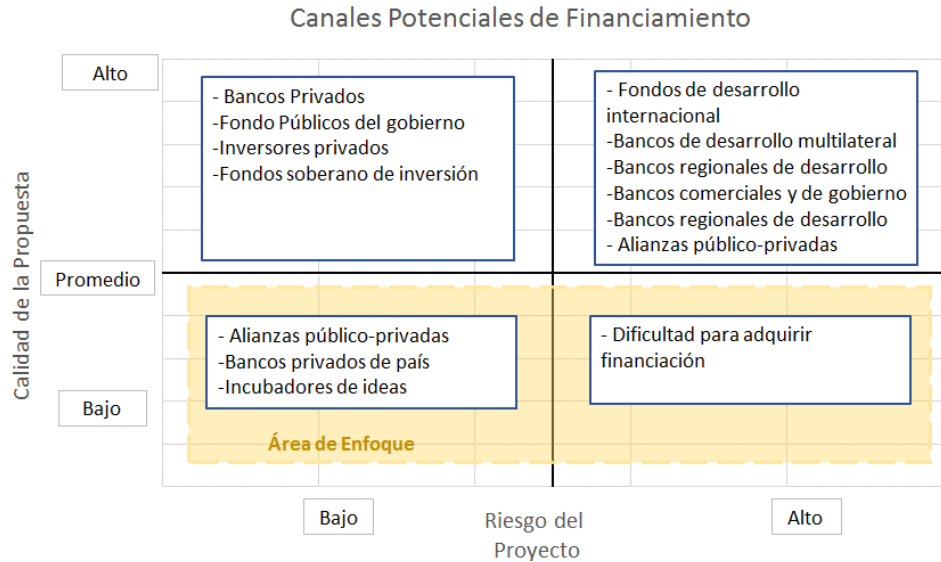 Canales Potenciales de Financiamiento
Alto
Calidad de la Propuesta
Promedio
Bajo
- Bancos Privados
-Fondo Públicos del gobierno
-Inversores privados
-Fondos soberano de inversión
- Fondos de desarrollo
internacional
-Bancos de desarrollo multilateral
-Bancos regionales de desarrollo
-Bancos comerciales y de gobierno
-Bancos regionales de desarrollo
- Alianzas público-privadas
- Alianzas público-privadas
-Bancos privados de país
-Incubadores de ideas
- Dificultad para adquirir
financiación
Área de Enfoque
Bajo
Riesgo del
Proyecto
Alto